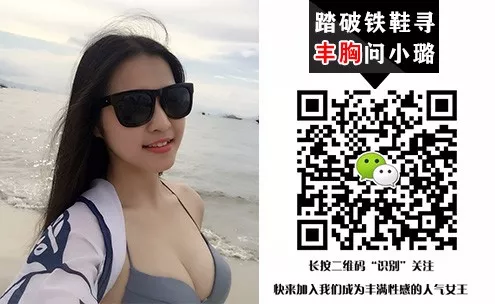 踏破铁鞋寻
丰胸问小璐
长按二维码“识别”关注
快来加入我们成为丰满性感的人气女王